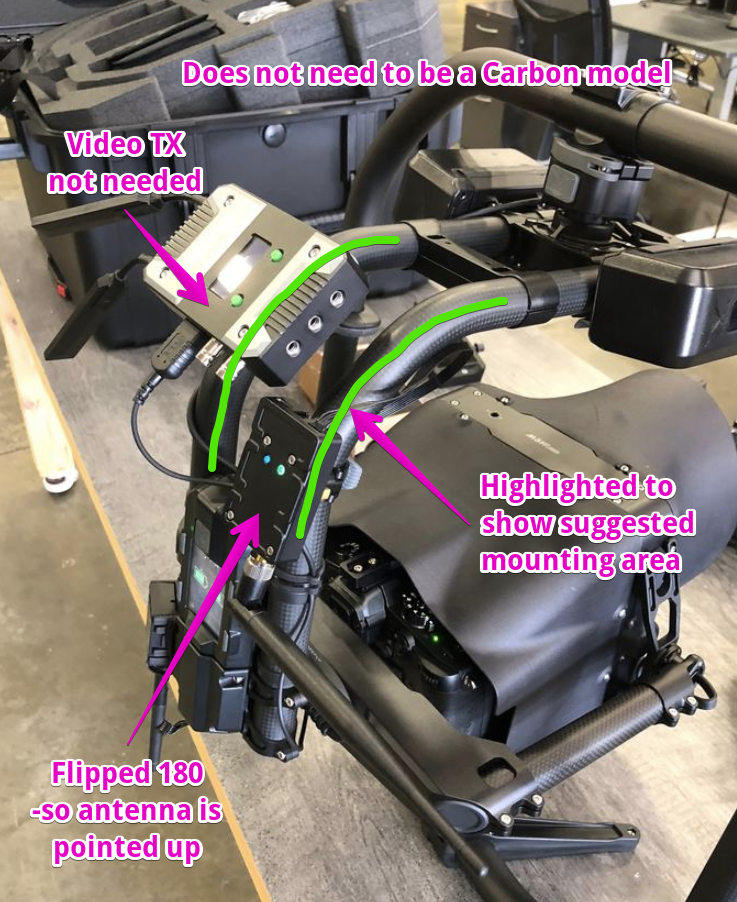 Does not need to be a Carbon model
Video TX
not needed
Highlighted to
show suggested
mounting area
Flipped 180
-so antenna is
pointed up